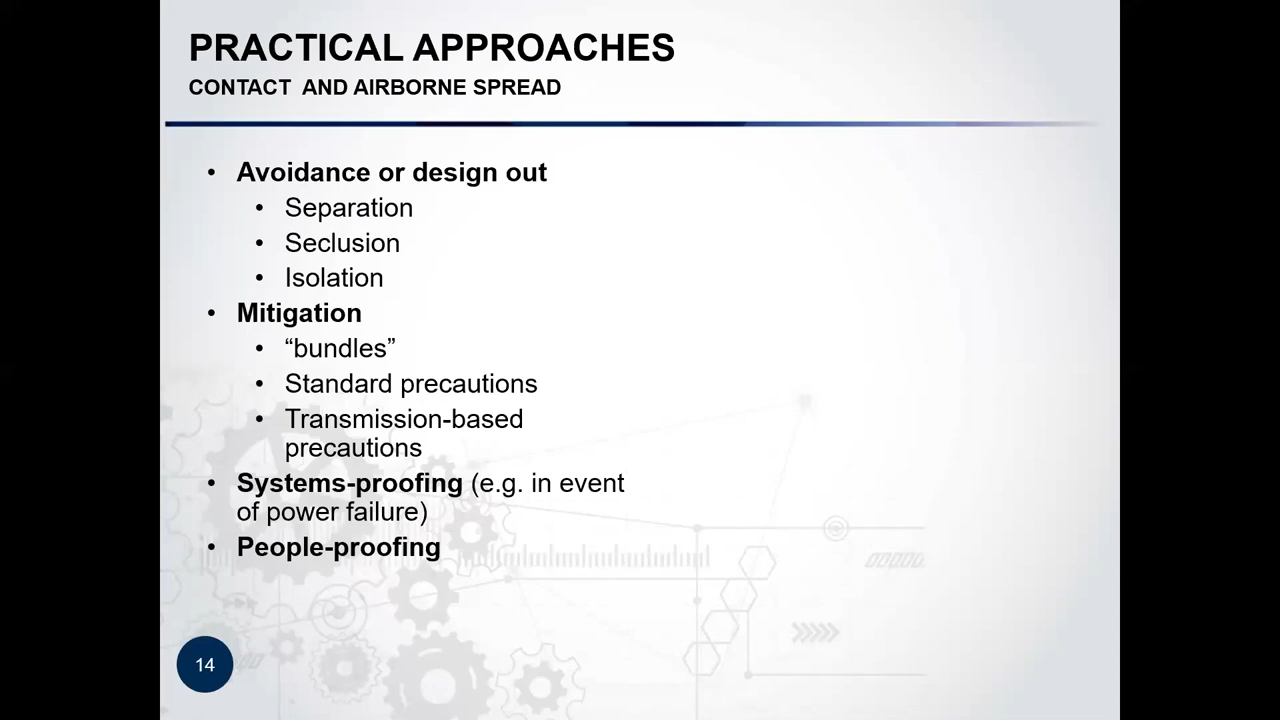 PRACTICAL APPROACHES
CONTACT AND AIRBORNE SPREAD
• Avoidance or design out
• Separation
• Seclusion
• Isolation
• Mitigation
• “bundles”
• Standard precautions
• Transmission-based
precautions
• Systems-proofing (e.g. in event
of power failure)
• People-proofing
14